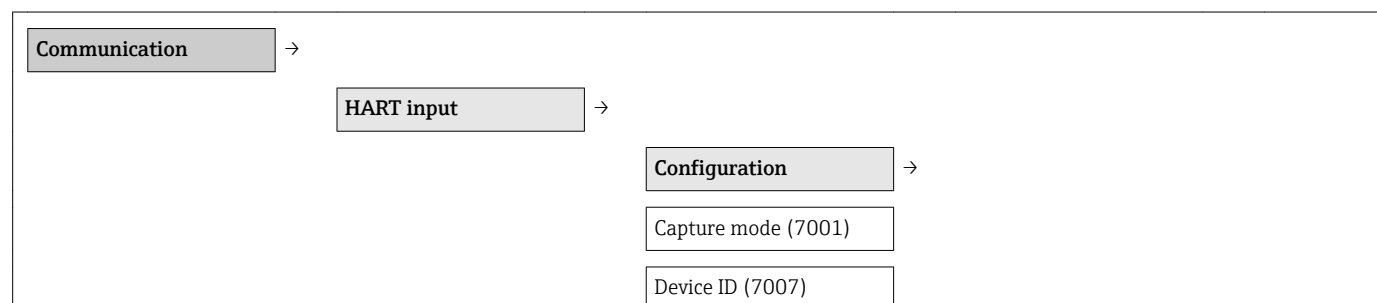 Communication →
HART input →
Configuration →
Capture mode (7001)
Device ID (7007)